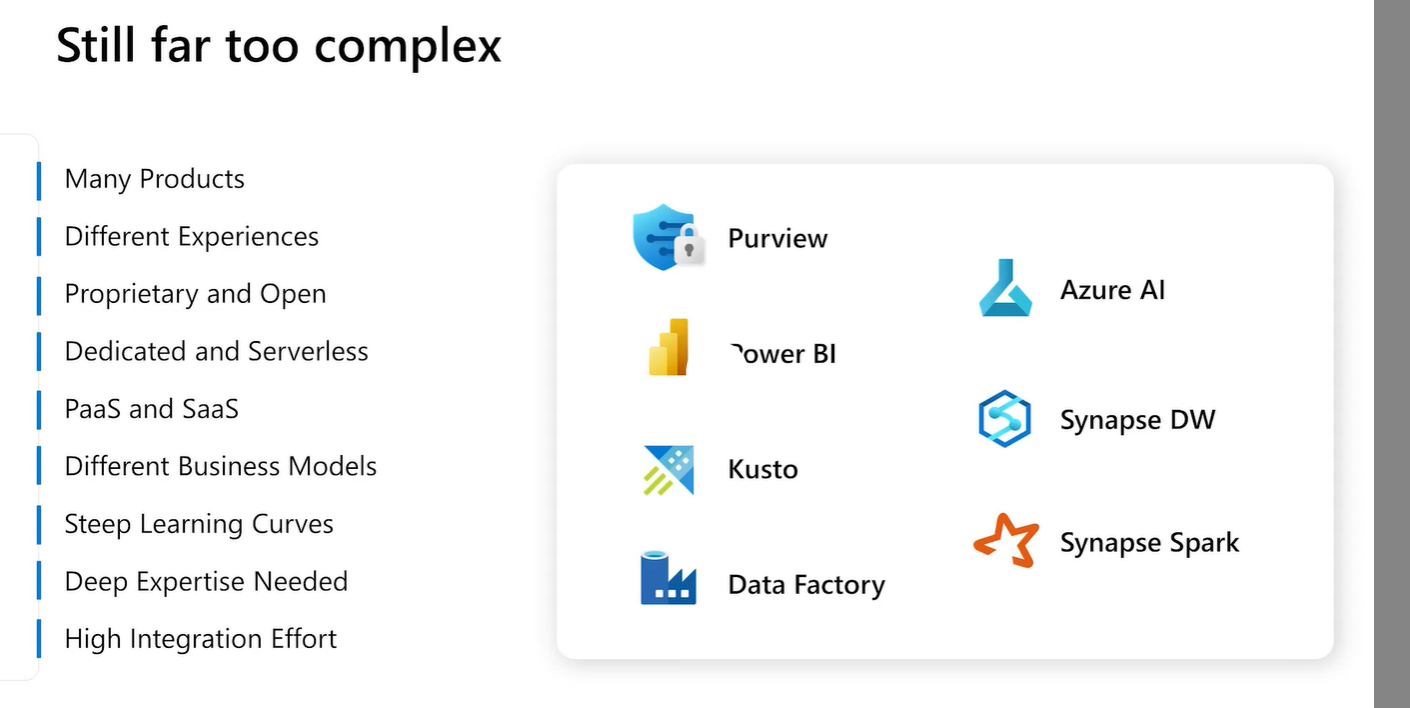 Still far too complex
Many Products
Different Experiences
Proprietary and Open
Dedicated and Serverless
PaaS and SaaS
Different Business Models
Steep Learning Curves
Deep Expertise Needed
High Integration Effort
Purview
Power BI
Kusto
Data Factory
Azure AI
Synapse DW
Synapse Spark